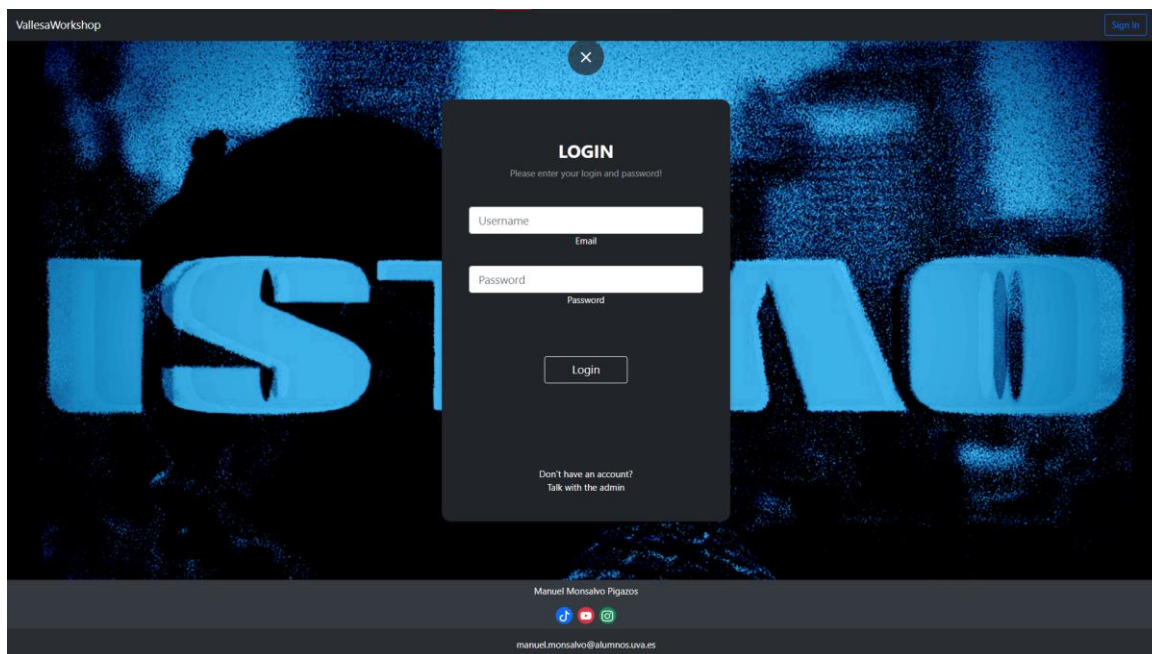 VallesaWorkshop
Sign In
LOGIN
Please enter your login and password!
Username
Email
Password
Password
Login
Don't have an account?
Talk with the admin
Manuel Monsalvo Pigazos
manuel.monsalvo@alumnos.uva.es